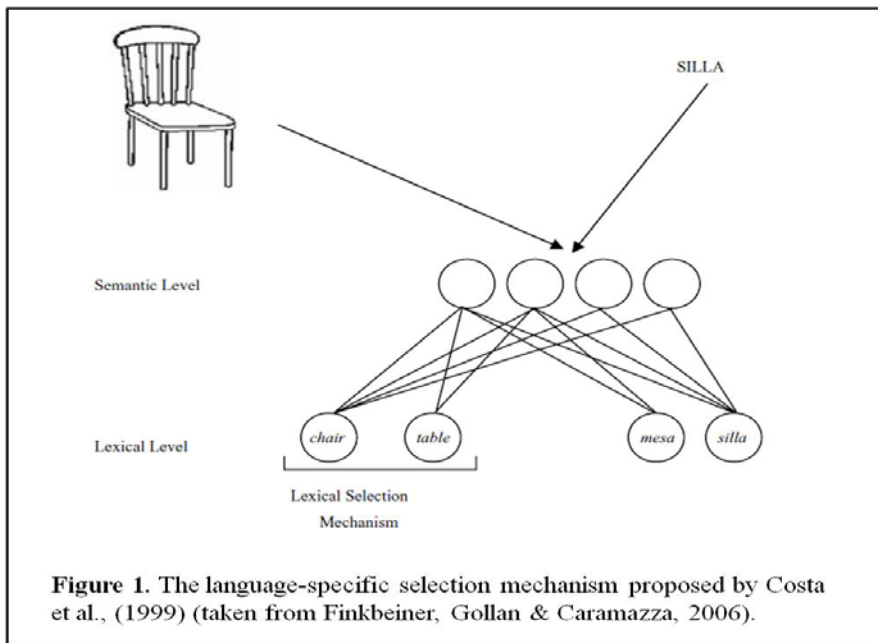 SILLA
Semantic Level
Lexical Level
chair
table
mesa
silla
Lexical Selection
Mechanism
Figure 1. The language-specific selection mechanism proposed by Costa
et al., (1999) (taken from Finkbeiner, Gollan & Caramazza, 2006).